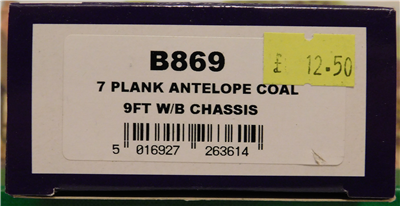 B869
£ 12.50
7 PLANK ANTELOPE COAL
9FT W/B CHASSIS
5 016927 263614